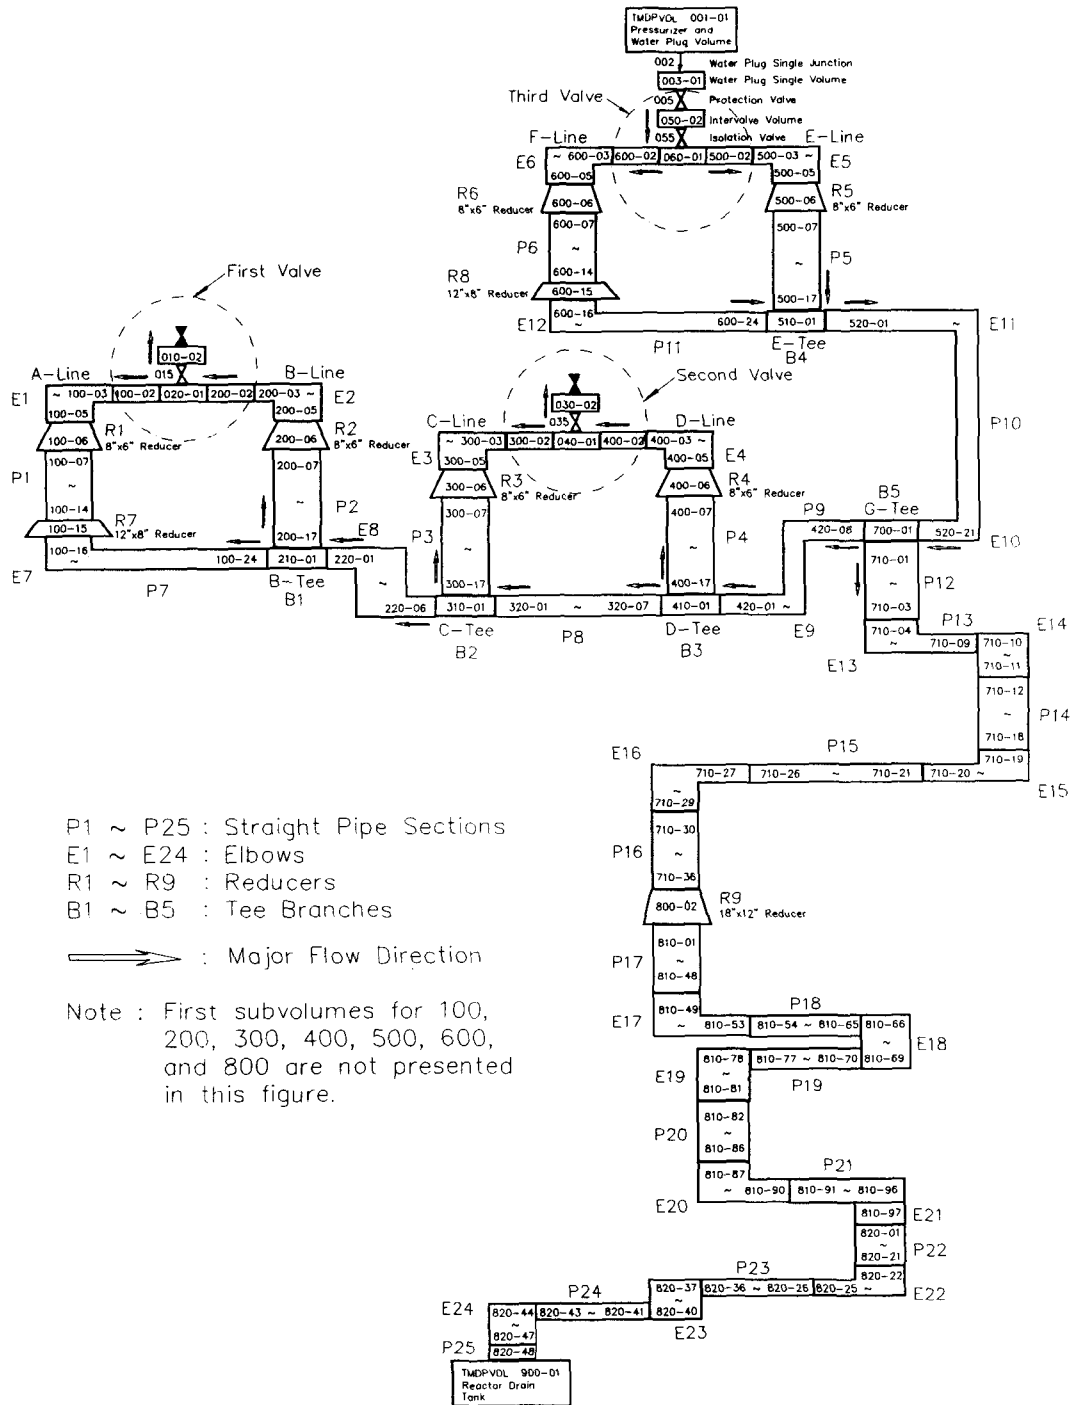 TMDPVOL 001-01
Pressurizer and
Water Plug Volume
002 Water Plug Single Junction
003-01 Water Plug Single Volume
Third Valve 005 Protection Valve
050-02 Intervalve Volume
F-Line 055 Isolation Valve E-Line
E6 ~ 600-03 600-02 060-01 500-02 500-03 ~ E5
600-05 500-05
R6 600-06 500-06 R5
8"x6" Reducer 8"x6" Reducer
600-07 500-07
P6 ~ ~ P5
600-14
R8
12"x8" Reducer 600-15 500-17
600-16
E12 ~ 600-24 510-01 520-01 ~ E11
P11 E-Tee
B4
First Valve
010-02
A-Line 015 B-Line
E1 ~ 100-03 100-02 020-01 200-02 200-03 ~ E2
100-05 200-05
100-06 R1 200-06 R2
8"x6" Reducer 8"x6" Reducer
100-07 200-07
P1 ~ ~ P2
100-14
100-15 R7 200-17 E8
12"x8" Reducer
100-16
E7 ~ 100-24 210-01 220-01
P7 B-Tee ~
B1 220-06
Second Valve
030-02
C-Line 035 D-Line
~ 300-03 300-02 040-01 400-02 400-03 ~
E3 300-05 400-05 E4
300-06 R3 400-06 R4
8"x6" Reducer 8"x6" Reducer
P3 300-07 400-07 P4
~ ~
300-17 400-17
310-01 320-01 ~ 320-07 410-01 420-01 ~
C-Tee P8 D-Tee E9
B2 B3
P10
B5
P9 G-Tee
420-08 700-01 520-21 E10
710-01
~ P12
710-03
710-04 P13 E14
~ 710-09 710-10
E13 ~
710-11
710-12
~ P14
710-18
E16 P15 710-19
710-27 710-26 ~ 710-21 710-20 ~ E15
~
710-29
710-30
P16 ~
710-36
800-02 R9
18"x12" Reducer
810-01
P17 ~
810-48
810-49 P18
E17 ~ 810-53 810-54 ~ 810-65 810-66
~ E18
810-78 810-77 ~ 810-70 810-69
E19 ~ P19
810-81
810-82
P20 ~
810-86
810-87 P21
~ 810-90 810-91 ~ 810-96
E20
810-97 E21
820-01
~ P22
820-21
P23 820-22
820-37 820-36 ~ 820-26 820-25 ~ E22
P24 ~
E24 820-44 820-43 ~ 820-41 820-40
~ E23
820-47
P25 820-48
TMDPVOL 900-01
Reactor Drain
Tank
P1 ~ P25 : Straight Pipe Sections
E1 ~ E24 : Elbows
R1 ~ R9 : Reducers
B1 ~ B5 : Tee Branches
: Major Flow Direction
Note : First subvolumes for 100,
200, 300, 400, 500, 600,
and 800 are not presented
in this figure.